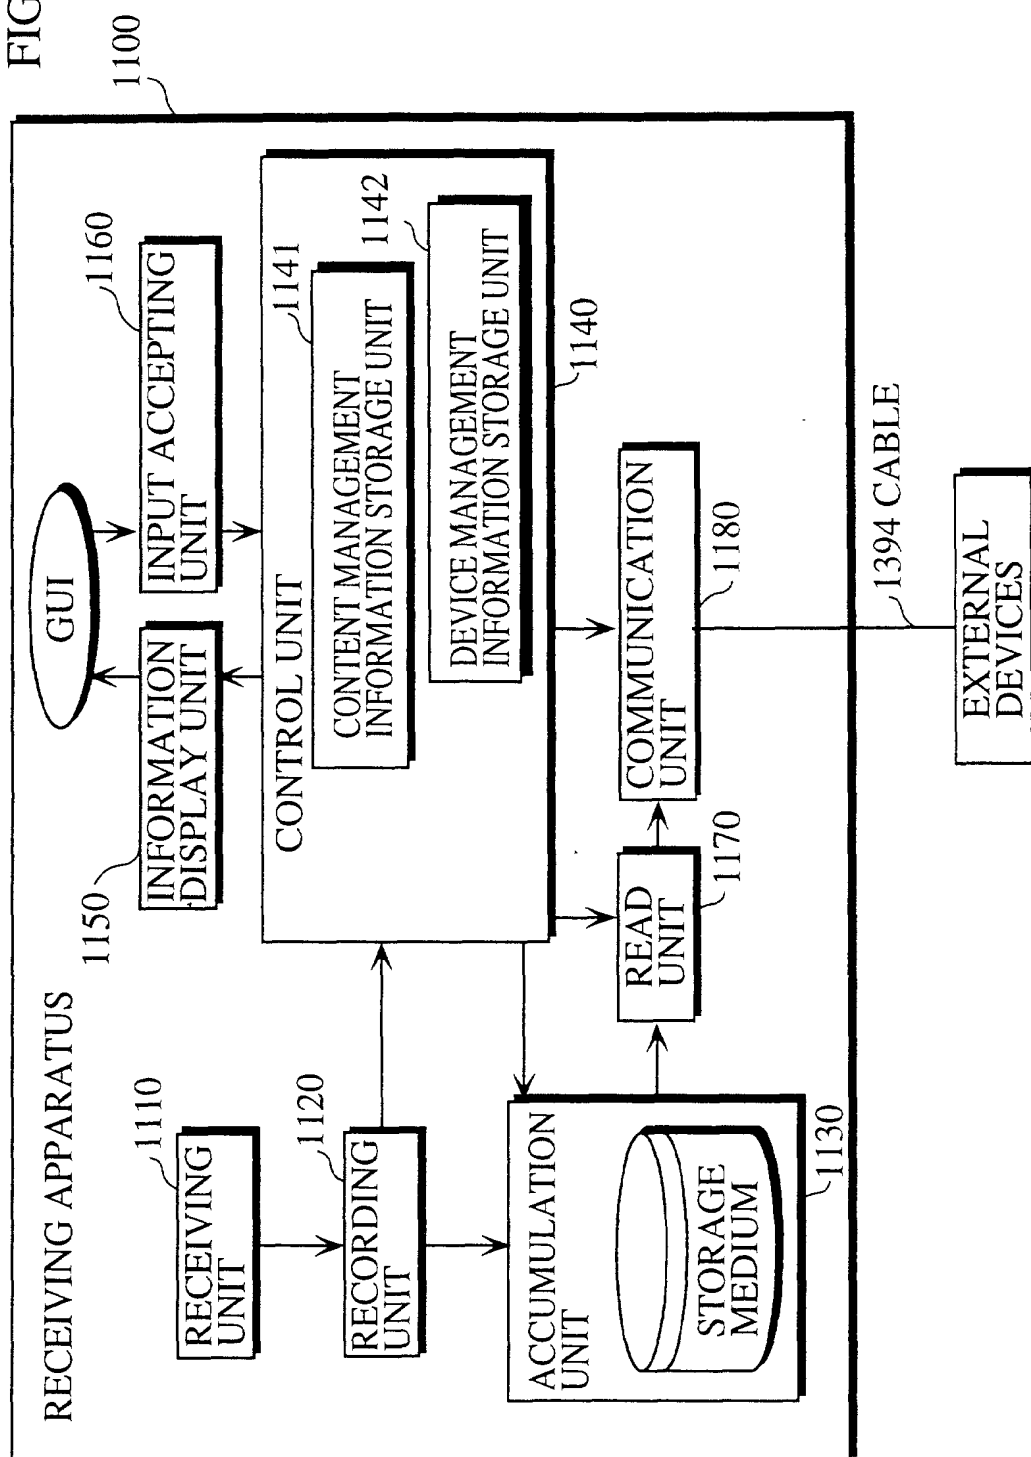 FIG
1100
RECEIVING APPARATUS
GUI
1150
INFORMATION
DISPLAY UNIT
1160
INPUT ACCEPTING
UNIT
1110
RECEIVING
UNIT
1120
RECORDING
UNIT
CONTROL UNIT
1141
CONTENT MANAGEMENT
INFORMATION STORAGE UNIT
1142
DEVICE MANAGEMENT
INFORMATION STORAGE UNIT
1140
ACCUMULATION
UNIT
STORAGE
MEDIUM
1130
READ
UNIT
1170
COMMUNICATION
UNIT
1180
1394 CABLE
EXTERNAL
DEVICES